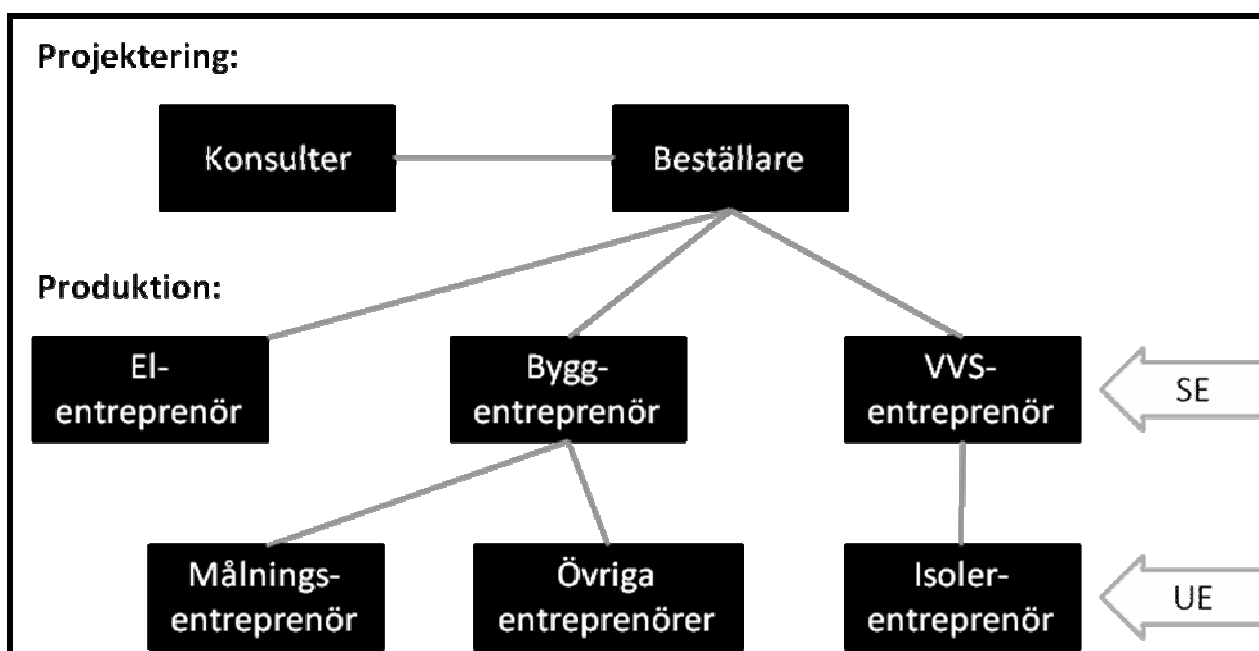 Projektering:
Konsulter
Beställare
Produktion:
El-
entreprenör
Bygg-
entreprenör
VVS-
entreprenör
SE
Målnings-
entreprenör
Övriga
entreprenörer
Isoler-
entreprenör
UE